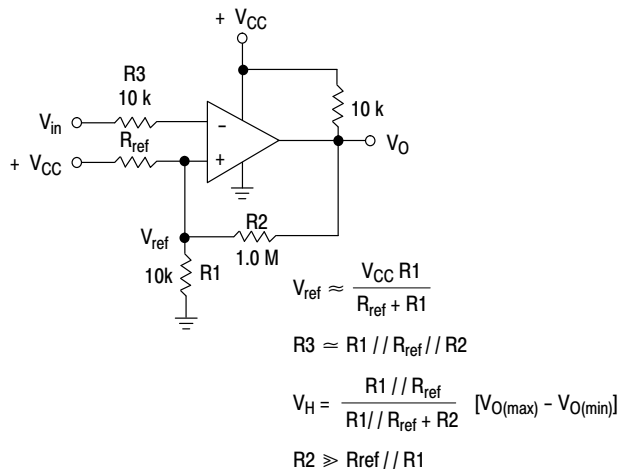 + VCC
R3
10 k
10 k
Vin
–
Rref
VO
+ VCC
+
R2
Vref
1.0 M
10k
R1
Vref ≈ VCC R1 / Rref + R1
R3 ≃ R1 / / Rref / / R2
VH = R1 / / Rref / R1/ / Rref + R2 [VO(max) – VO(min)]
R2 ≫ Rref / / R1